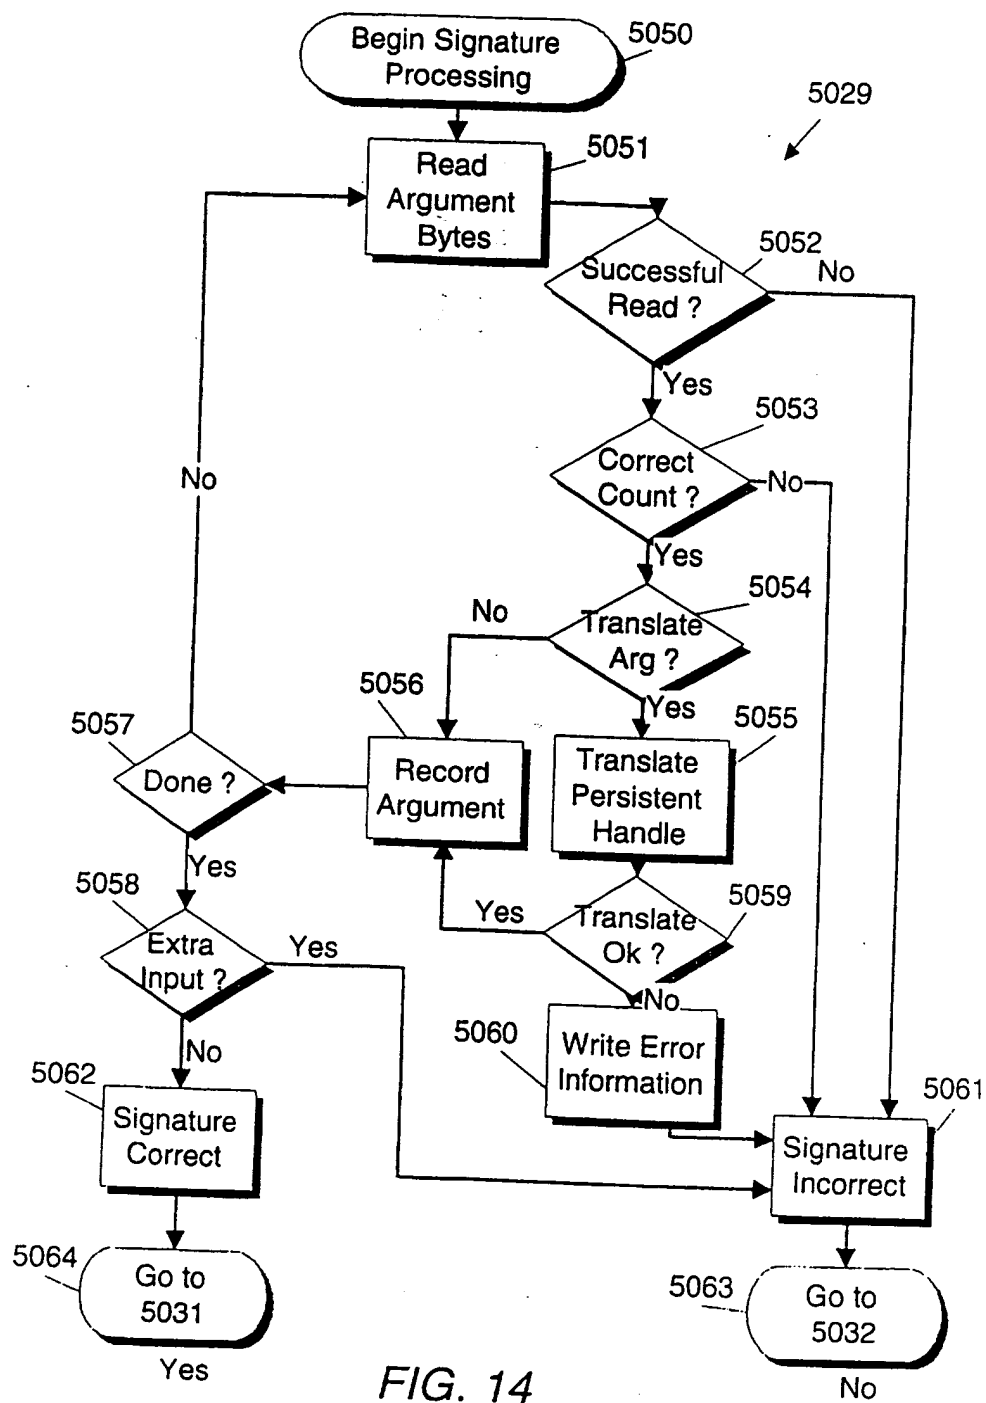 Begin Signature
Processing
5050
5029
Read
Argument
Bytes
5051
Successful
Read ?
5052
No
Yes
Correct
Count ?
5053
No
Yes
No
Translate
Arg ?
5054
No
Yes
5057
Done ?
5056
Record
Argument
5055
Translate
Persistent
Handle
Yes
5058
Extra
Input ?
Yes
Yes
Translate
Ok ?
5059
No
No
5060
Write Error
Information
5062
Signature
Correct
5061
Signature
Incorrect
5064
Go to
5031
Yes
5063
Go to
5032
No
FIG. 14